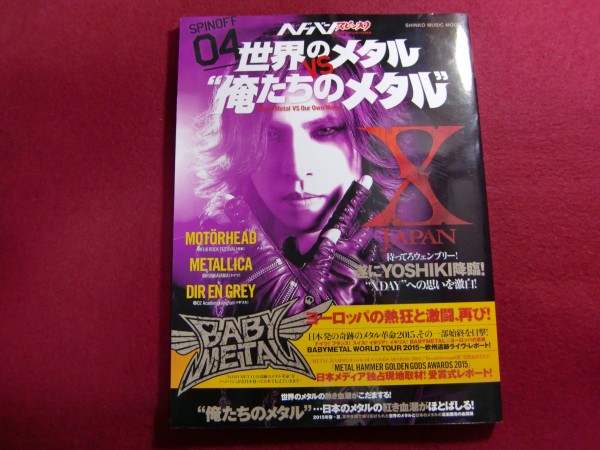 SPINOFF
04
ヘドバン
スピンオフ
SHINKO MUSIC MOOK
世界のメタル
VS
“俺たちのメタル”
Metal VS Our Own Metal
X
JAPAN
MOTÖRHEAD
METALLICA
DIR EN GREY
待ってろウェンブリー!
遂にYOSHIKI降臨!
“XDAY”への思いを激白!
BABY
METAL
ヨーロッパの熱狂と激闘、再び!
日本発の奇跡のメタル革命2015、その一部始終を目撃!
BABYMETAL WORLD TOUR 2015〜欧州追跡ライヴ・レポート!
「METAL HAMMER GOLDEN GODS AWARDS 2015」
日本メディア独占現地取材! 受賞式レポート!
世界のメタルの熱き血潮がこだまする!
“俺たちのメタル”…日本のメタルの紅き血潮がほとばしる!